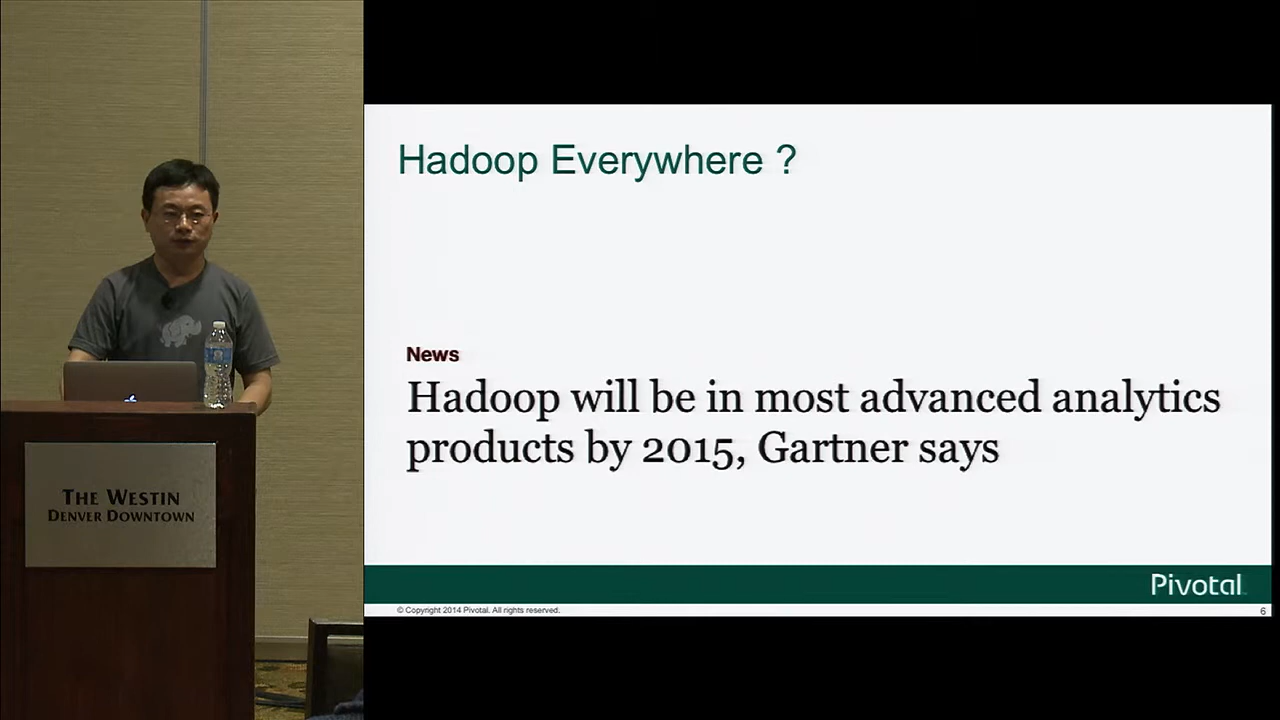 Hadoop Everywhere ?
News
Hadoop will be in most advanced analytics
products by 2015, Gartner says
Pivotal
© Copyright 2014 Pivotal. All rights reserved.
6
THE WESTIN
DENVER DOWNTOWN